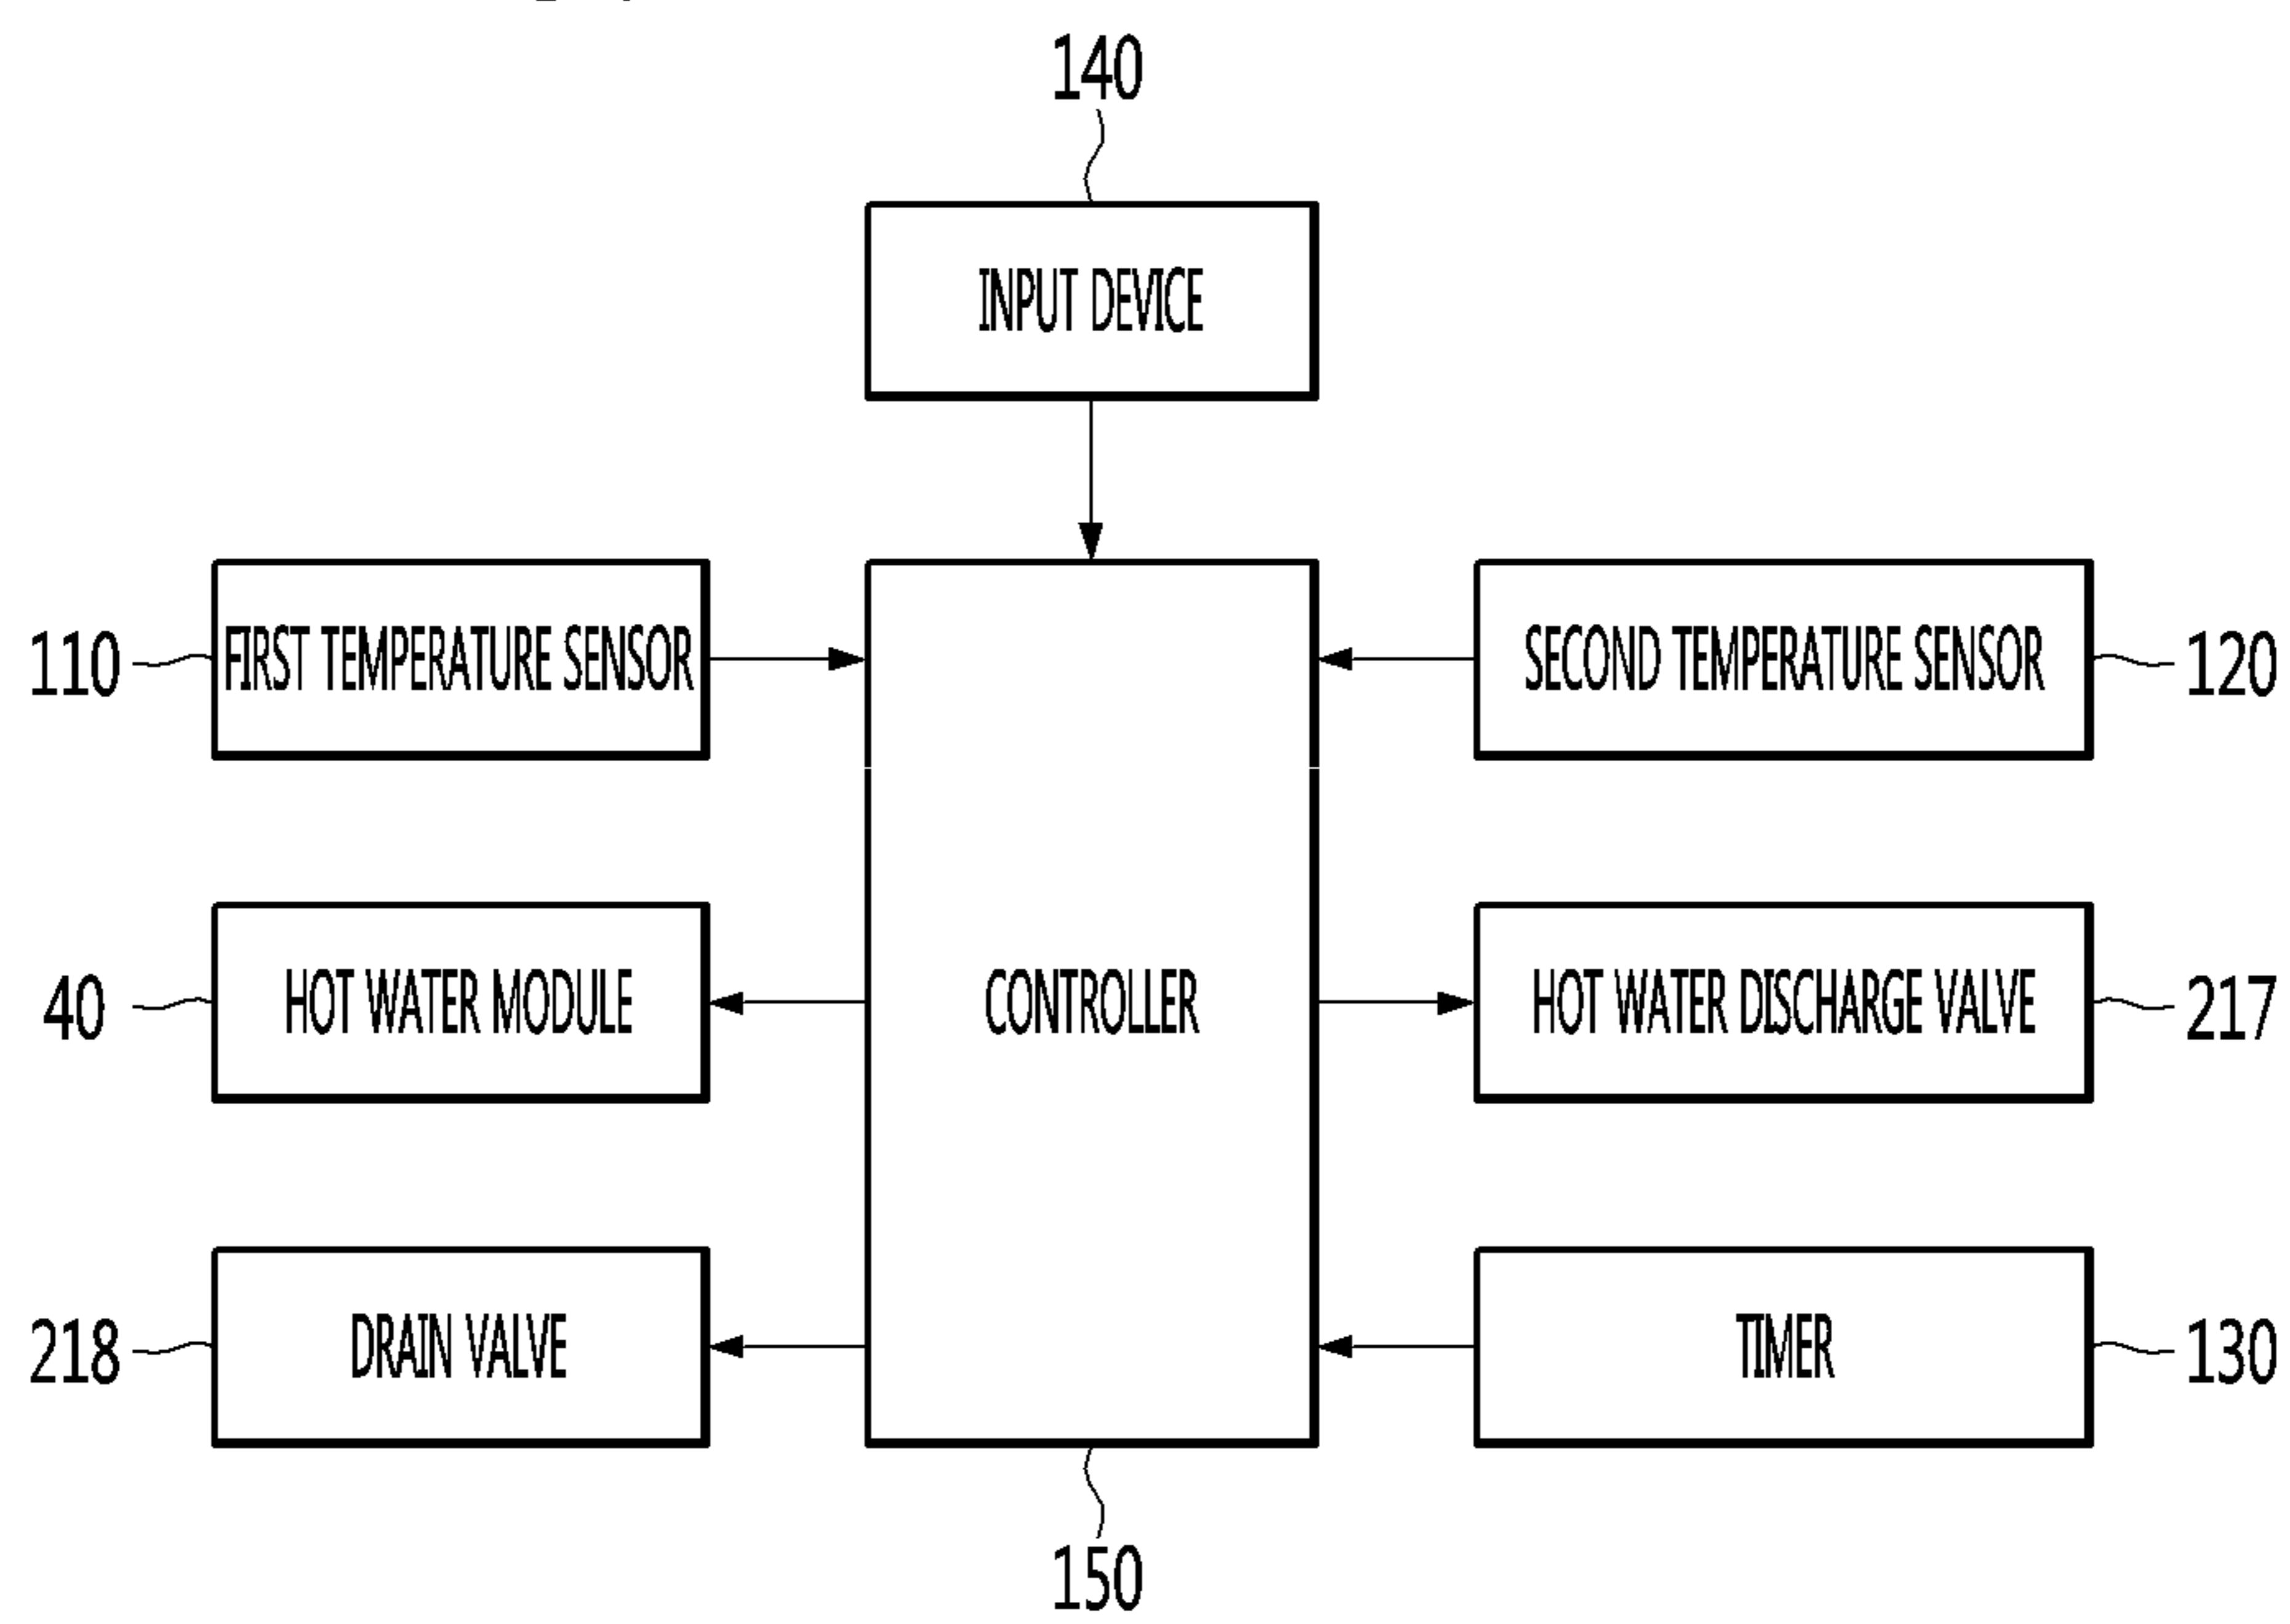 140
INPUT DEVICE
110 FIRST TEMPERATURE SENSOR SECOND TEMPERATURE SENSOR 120
40 HOT WATER MODULE CONTROLLER HOT WATER DISCHARGE VALVE 217
218 DRAIN VALVE TIMER 130
150